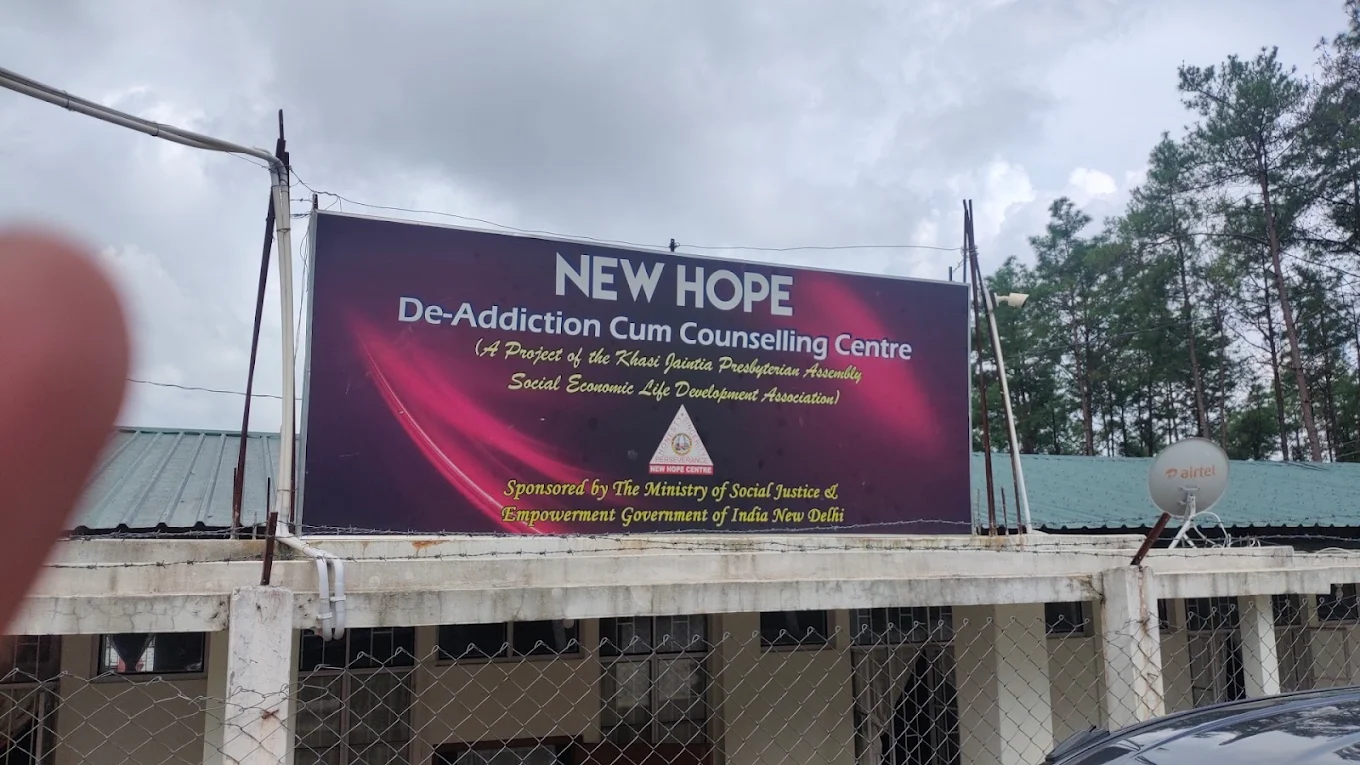 NEW HOPE
De-Addiction Cum Counselling Centre
(A Project of the Khasi Jaintia Presbyterian Assembly
Social Economic Life Development Association)
PERSEVERANCE
NEW HOPE CENTRE
Sponsored by The Ministry of Social Justice &
Empowerment Government of India New Delhi
airtel